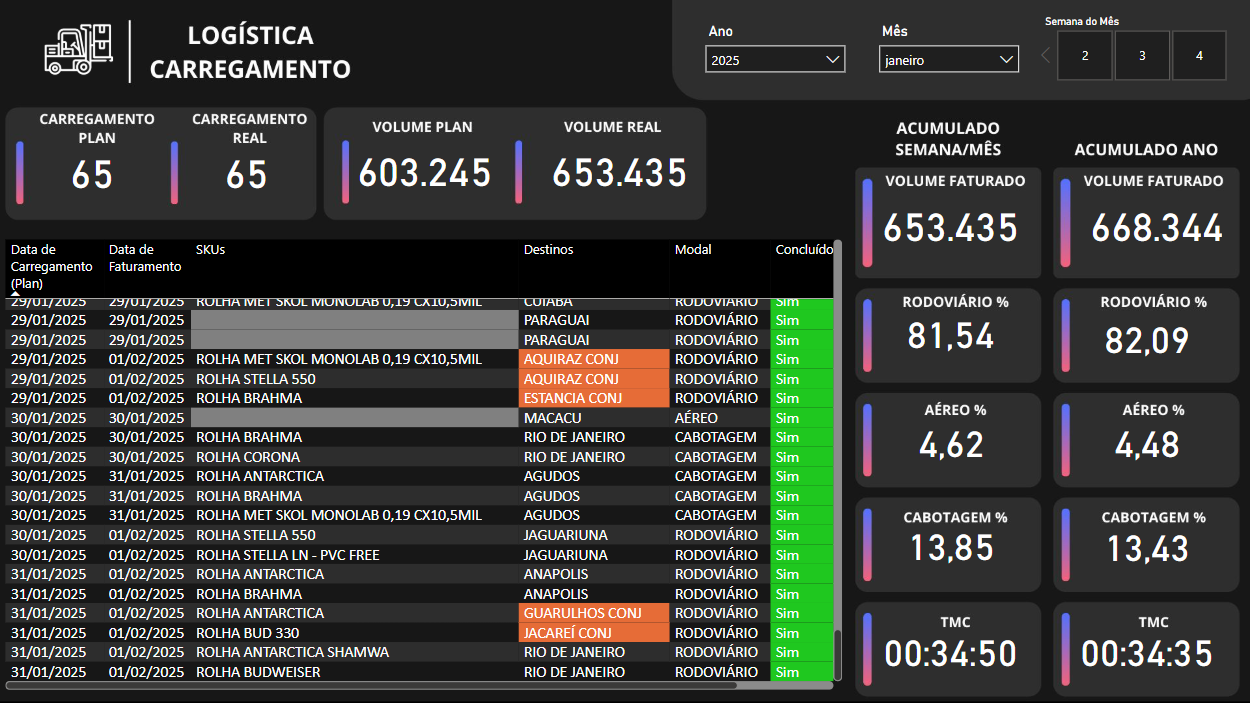 LOGÍSTICA
CARREGAMENTO
Ano
2025
Mês
janeiro
Semana do Mês
2 3 4
CARREGAMENTO
PLAN
65
CARREGAMENTO
REAL
65
VOLUME PLAN
603.245
VOLUME REAL
653.435
Data de
Carregamento
(Plan)
Data de
Faturamento
SKUs
Destinos
Modal
Concluído
29/01/2025 29/01/2025 ROLHA MET SKOL MONOLAB 0,19 CX10,5MIL CUIABA RODOVIÁRIO Sim
29/01/2025 29/01/2025 PARAGUAI RODOVIÁRIO Sim
29/01/2025 29/01/2025 PARAGUAI RODOVIÁRIO Sim
29/01/2025 01/02/2025 ROLHA MET SKOL MONOLAB 0,19 CX10,5MIL AQUIRAZ CONJ RODOVIÁRIO Sim
29/01/2025 01/02/2025 ROLHA STELLA 550 AQUIRAZ CONJ RODOVIÁRIO Sim
29/01/2025 01/02/2025 ROLHA BRAHMA ESTANCIA CONJ RODOVIÁRIO Sim
30/01/2025 30/01/2025 MACACU AÉREO Sim
30/01/2025 30/01/2025 ROLHA BRAHMA RIO DE JANEIRO CABOTAGEM Sim
30/01/2025 30/01/2025 ROLHA CORONA RIO DE JANEIRO CABOTAGEM Sim
30/01/2025 31/01/2025 ROLHA ANTARCTICA AGUDOS CABOTAGEM Sim
30/01/2025 31/01/2025 ROLHA BRAHMA AGUDOS CABOTAGEM Sim
30/01/2025 31/01/2025 ROLHA MET SKOL MONOLAB 0,19 CX10,5MIL AGUDOS CABOTAGEM Sim
30/01/2025 01/02/2025 ROLHA STELLA 550 JAGUARIUNA RODOVIÁRIO Sim
30/01/2025 01/02/2025 ROLHA STELLA LN - PVC FREE JAGUARIUNA RODOVIÁRIO Sim
31/01/2025 01/02/2025 ROLHA ANTARCTICA ANAPOLIS RODOVIÁRIO Sim
31/01/2025 01/02/2025 ROLHA BRAHMA ANAPOLIS RODOVIÁRIO Sim
31/01/2025 01/02/2025 ROLHA ANTARCTICA GUARULHOS CONJ RODOVIÁRIO Sim
31/01/2025 01/02/2025 ROLHA BUD 330 JACAREÍ CONJ RODOVIÁRIO Sim
31/01/2025 01/02/2025 ROLHA ANTARCTICA SHAMWA RIO DE JANEIRO RODOVIÁRIO Sim
31/01/2025 01/02/2025 ROLHA BUDWEISER RIO DE JANEIRO RODOVIÁRIO Sim
ACUMULADO
SEMANA/MÊS
VOLUME FATURADO
653.435
RODOVIÁRIO %
81,54
AÉREO %
4,62
CABOTAGEM %
13,85
TMC
00:34:50
ACUMULADO ANO
VOLUME FATURADO
668.344
RODOVIÁRIO %
82,09
AÉREO %
4,48
CABOTAGEM %
13,43
TMC
00:34:35